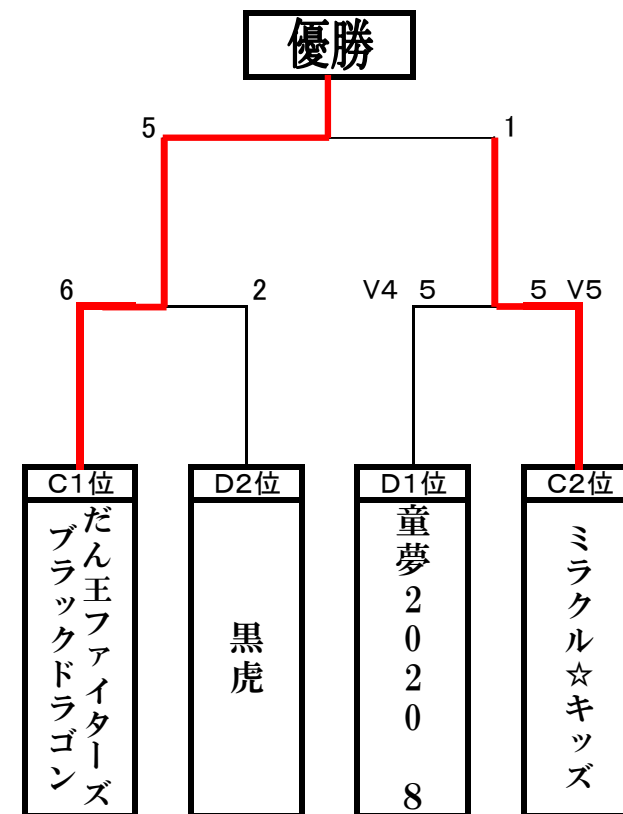 優勝
5
1
6
2
V4 5
5 V5
C1位
D2位
D1位
C2位
だん王ファイターズ
ブラックドラゴン
黒虎
童夢2020 8
ミラクル☆キッズ